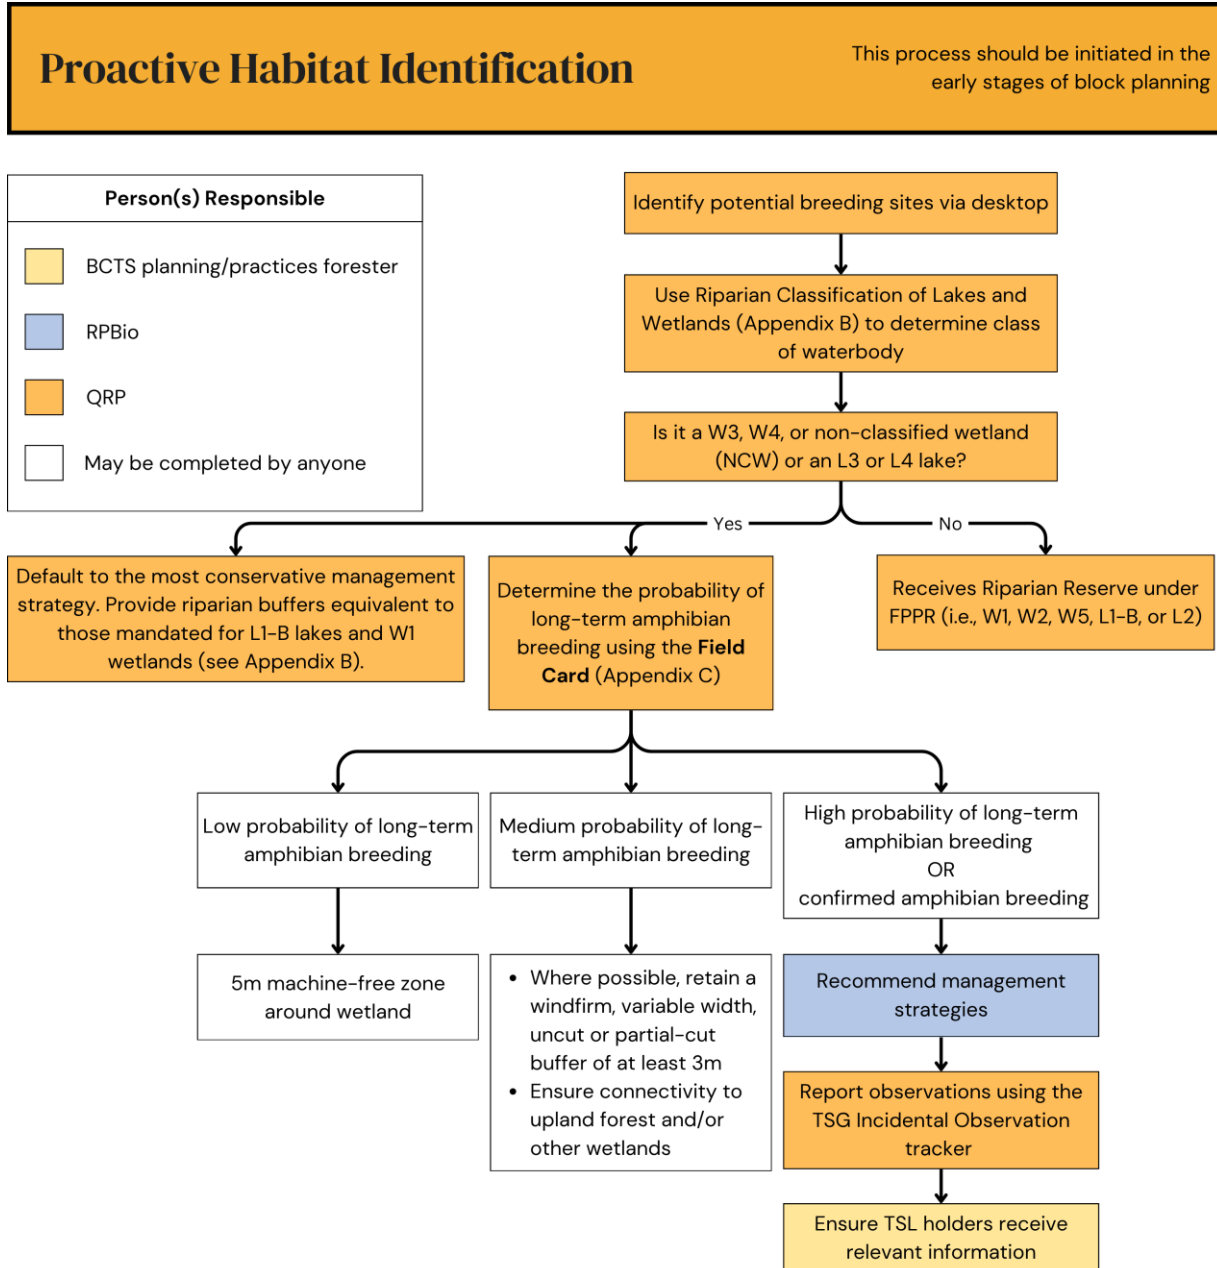 Proactive Habitat Identification
This process should be initiated in the
early stages of block planning
Person(s) Responsible
BCTS planning/practices forester
RPBio
QRP
May be completed by anyone
Identify potential breeding sites via desktop
Use Riparian Classification of Lakes and
Wetlands (Appendix B) to determine class
of waterbody
Is it a W3, W4, or non-classified wetland
(NCW) or an L3 or L4 lake?
Yes
No
Default to the most conservative management
strategy. Provide riparian buffers equivalent to
those mandated for L1-B lakes and W1
wetlands (see Appendix B).
Determine the probability of
long-term amphibian
breeding using the Field
Card (Appendix C)
Receives Riparian Reserve under
FPPR (i.e., W1, W2, W5, L1-B, or L2)
Low probability of long-term
amphibian breeding
Medium probability of long-
term amphibian breeding
High probability of long-term
amphibian breeding
OR
confirmed amphibian breeding
5m machine-free zone
around wetland
• Where possible, retain a
windfirm, variable width,
uncut or partial-cut
buffer of at least 3m
• Ensure connectivity to
upland forest and/or
other wetlands
Recommend management
strategies
Report observations using the
TSG Incidental Observation
tracker
Ensure TSL holders receive
relevant information